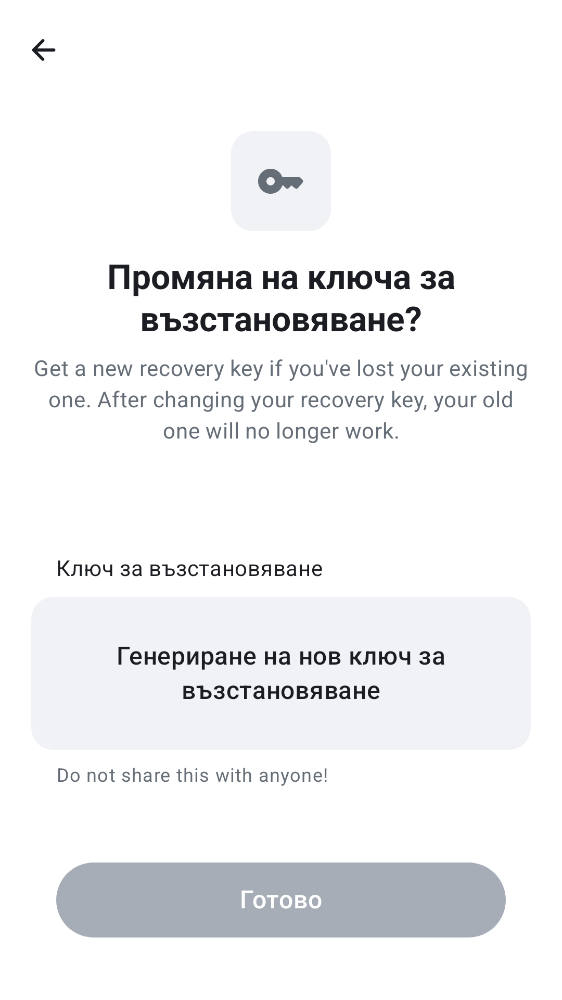 Промяна на ключа за
възстановяване?
Get a new recovery key if you've lost your existing
one. After changing your recovery key, your old
one will no longer work.
Ключ за възстановяване
Генериране на нов ключ за
възстановяване
Do not share this with anyone!
Готово